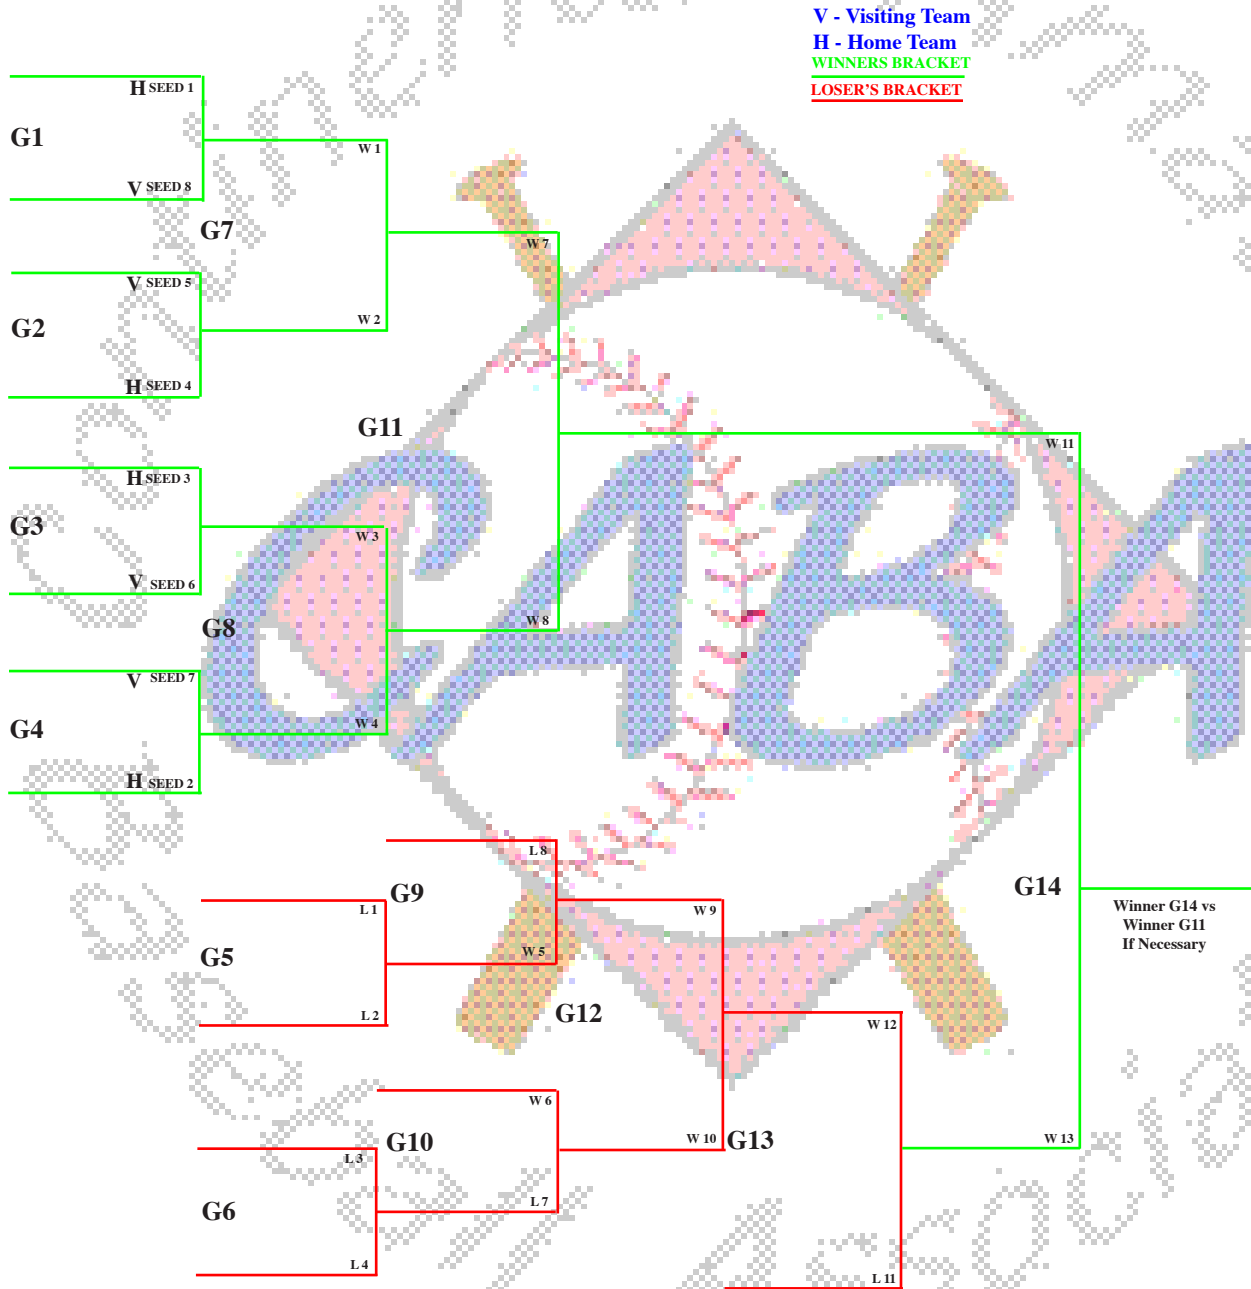 V - Visiting Team
H - Home Team
WINNERS BRACKET
LOSER'S BRACKET
H SEED 1
G1
W 1
V SEED 8
G7
W 7
V SEED 5
G2
W 2
H SEED 4
G11
W 11
H SEED 3
G3
W 3
V SEED 6
G8
W 8
V SEED 7
G4
W 4
H SEED 2
CABA
L 8
G9
G14
L 1
W 9
Winner G14 vs
Winner G11
If Necessary
G5
W 5
L 2
G12
W 12
W 6
G10
W 10
G13
W 13
L 3
G6
L 7
L 4
L 11